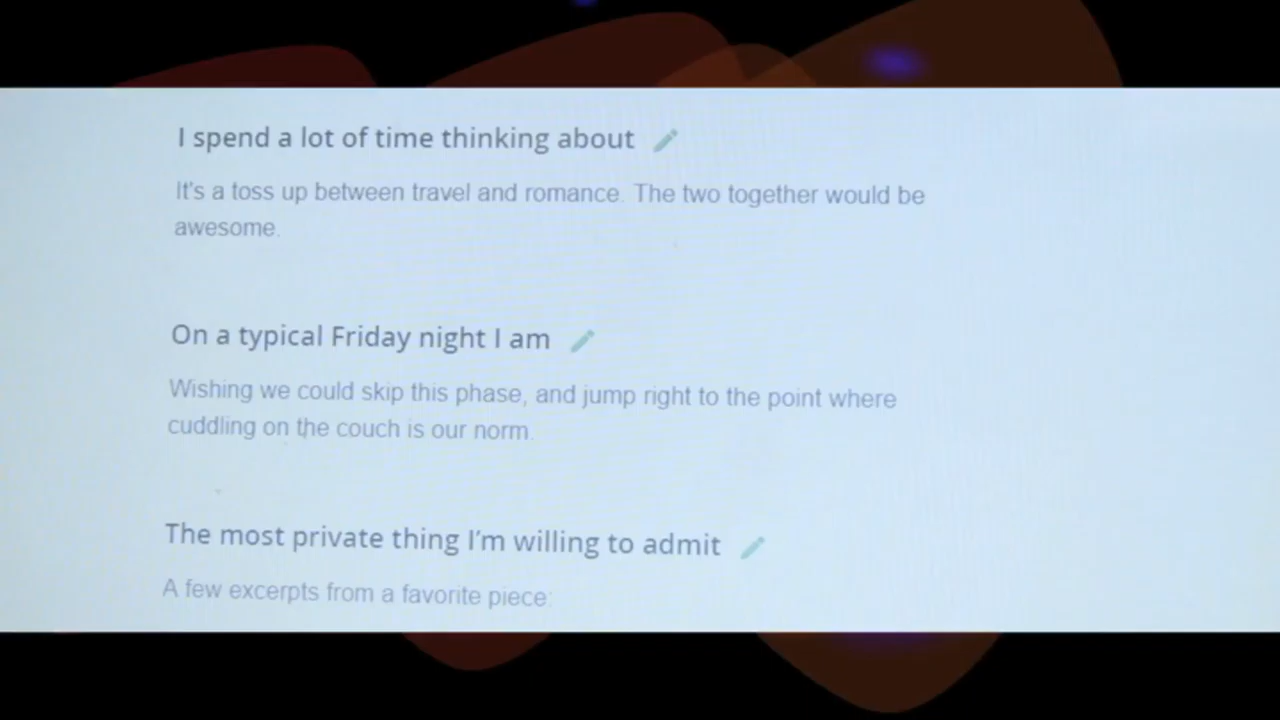 I spend a lot of time thinking about
It's a toss up between travel and romance. The two together would be
awesome.
On a typical Friday night I am
Wishing we could skip this phase, and jump right to the point where
cuddling on the couch is our norm.
The most private thing I'm willing to admit
A few excerpts from a favorite piece: